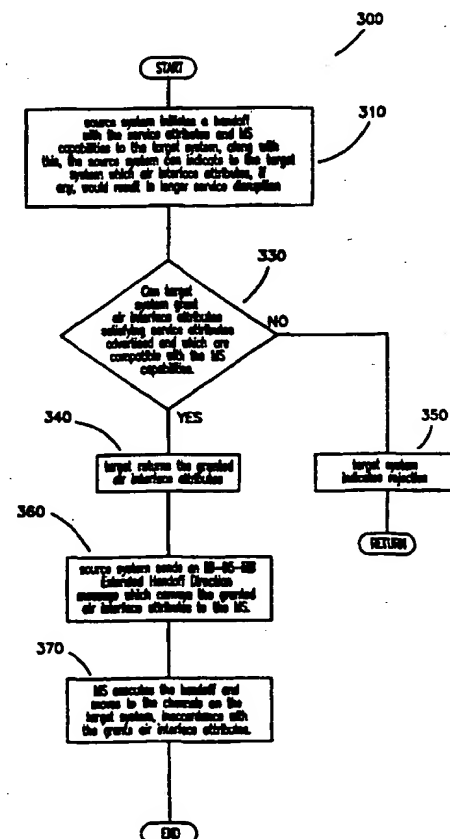 300
START
source system initiates a handoff
with the service attributes and MS
capabilities to the target system, along with
this, the source system can indicate to the target
system which air interface attributes, if
any, would result in longer service disruption
310
330
Can target
system grant
air interface attributes
satisfying service attributes
advertised and which are
compatible with the MS
capabilities.
NO
YES
340
350
target returns the granted
air interface attributes
target system
indicates rejection
360
RETURN
source system sends an
Extended Handoff Direction
message which conveys the granted
air interface attributes to the MS.
370
MS executes the handoff and
moves to the channels on the
target system, inaccordance with
the grants air interface attributes.
END